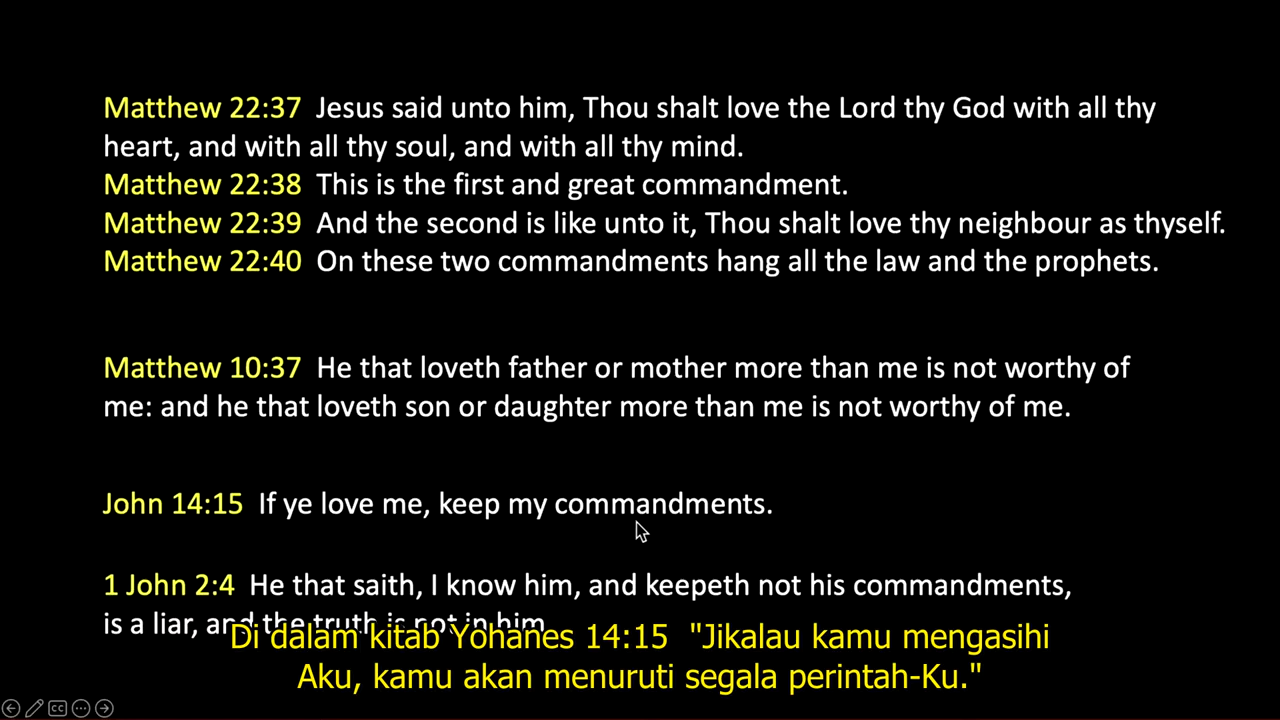 Matthew 22:37  Jesus said unto him, Thou shalt love the Lord thy God with all thy
heart, and with all thy soul, and with all thy mind.
Matthew 22:38  This is the first and great commandment.
Matthew 22:39  And the second is like unto it, Thou shalt love thy neighbour as thyself.
Matthew 22:40  On these two commandments hang all the law and the prophets.
Matthew 10:37  He that loveth father or mother more than me is not worthy of
me: and he that loveth son or daughter more than me is not worthy of me.
John 14:15  If ye love me, keep my commandments.
1 John 2:4  He that saith, I know him, and keepeth not his commandments,
is a liar, and the truth is not in him
Di dalam kitab Yohanes 14:15  "Jikalau kamu mengasihi
Aku, kamu akan menuruti segala perintah-Ku."